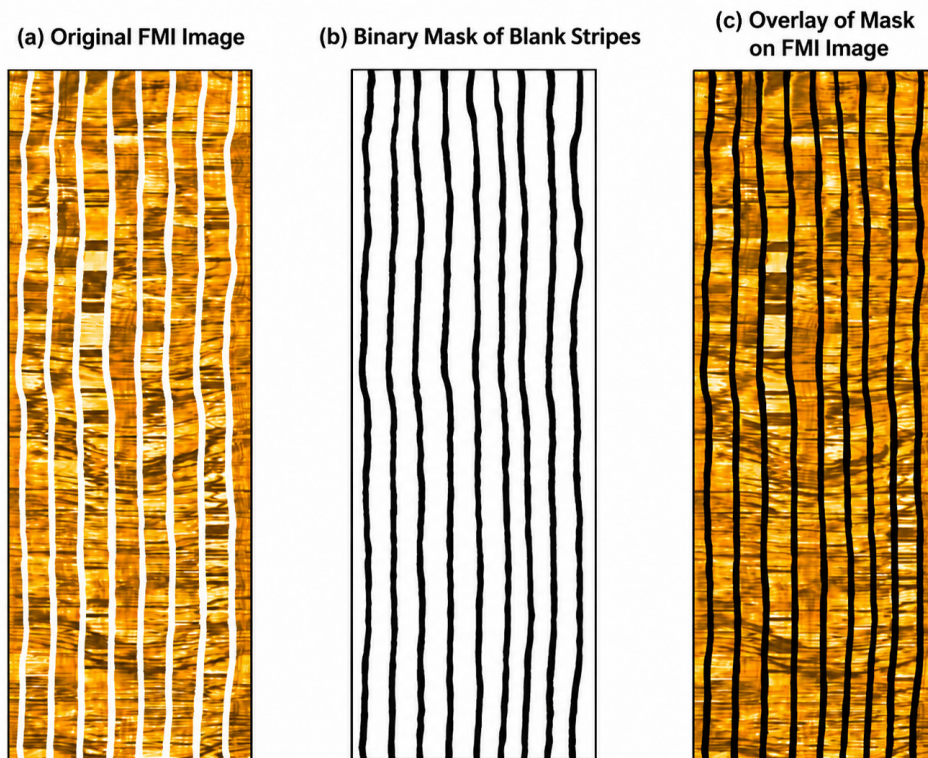 (a) Original FMI Image
(b) Binary Mask of Blank Stripes
(c) Overlay of Mask
on FMI Image